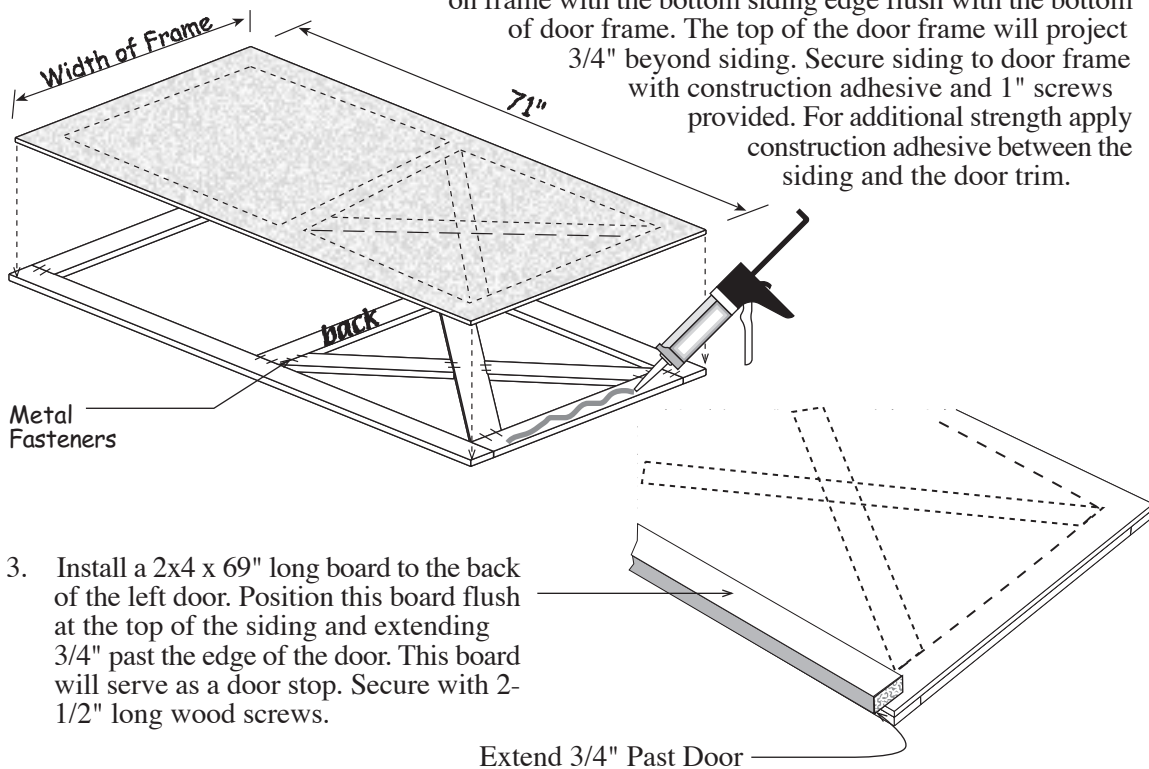 on frame with the bottom siding edge flush with the bottom
of door frame. The top of the door frame will project
3/4" beyond siding. Secure siding to door frame
with construction adhesive and 1" screws
provided. For additional strength apply
construction adhesive between the
siding and the door trim.
Width of Frame
71"
back
Metal
Fasteners
3. Install a 2x4 x 69" long board to the back
of the left door. Position this board flush
at the top of the siding and extending
3/4" past the edge of the door. This board
will serve as a door stop. Secure with 2-
1/2" long wood screws.
Extend 3/4" Past Door